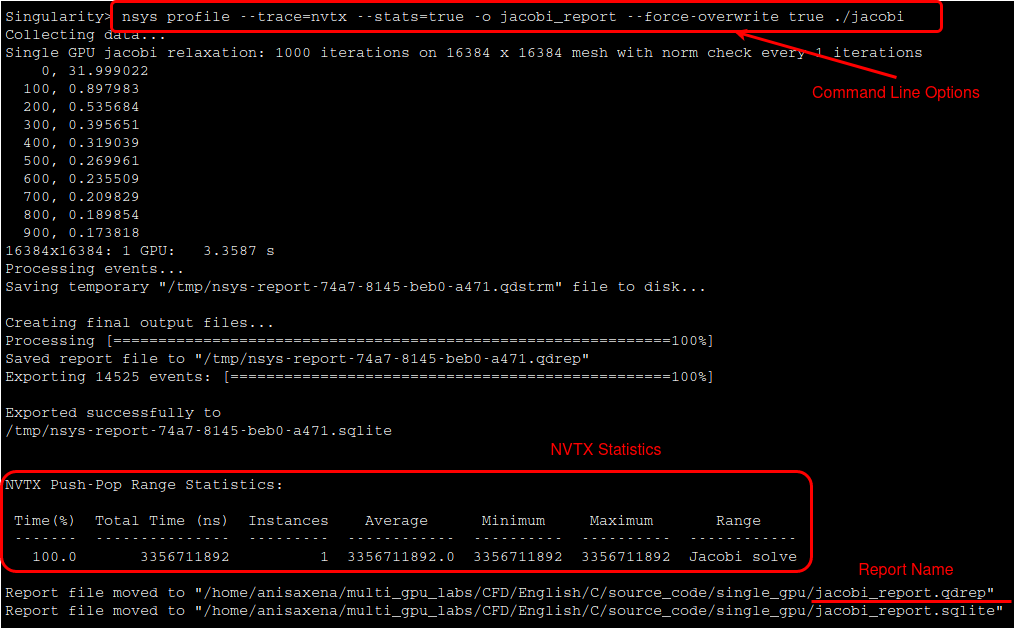 Singularity> nsys profile --trace=nvtx --stats=true -o jacobi_report --force-overwrite true ./jacobi
Collecting data...
Single GPU jacobi relaxation: 1000 iterations on 16384 x 16384 mesh with norm check every 1 iterations
0, 31.999022
100, 0.897983
Command Line Options
200, 0.535684
300, 0.395651
400, 0.319039
500, 0.269961
600, 0.235509
700, 0.209829
800, 0.189854
900, 0.173818
16384x16384: 1 GPU: 3.3587 s
Processing events...
Saving temporary "/tmp/nsys-report-74a7-8145-beb0-a471.qdstrm" file to disk...
Creating final output files...
Processing [==============================================================100%]
Saved report file to "/tmp/nsys-report-74a7-8145-beb0-a471.qdrep"
Exporting 14525 events: [=================================================100%]
Exported successfully to
/tmp/nsys-report-74a7-8145-beb0-a471.sqlite
NVTX Statistics
NVTX Push-Pop Range Statistics:
Time(%) Total Time (ns) Instances Average Minimum Maximum Range
------- --------------- --------- ------------ ---------- ---------- ------------
100.0 3356711892 1 3356711892.0 3356711892 3356711892 Jacobi solve
Report Name
Report file moved to "/home/anisaxena/multi_gpu_labs/CFD/English/C/source_code/single_gpu/jacobi_report.qdrep"
Report file moved to "/home/anisaxena/multi_gpu_labs/CFD/English/C/source_code/single_gpu/jacobi_report.sqlite"